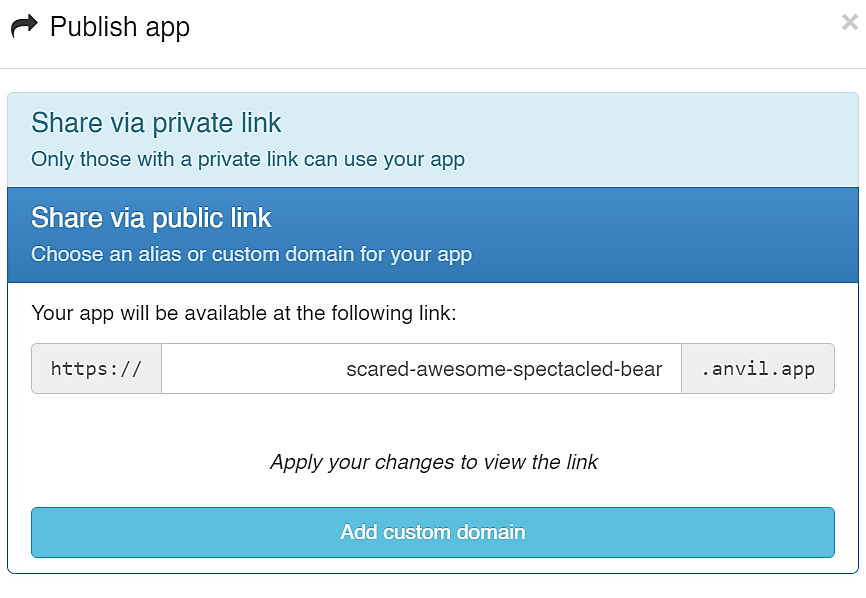 Publish app
×
Share via private link
Only those with a private link can use your app
Share via public link
Choose an alias or custom domain for your app
Your app will be available at the following link:
https:// scared-awesome-spectacled-bear .anvil.app
Apply your changes to view the link
Add custom domain